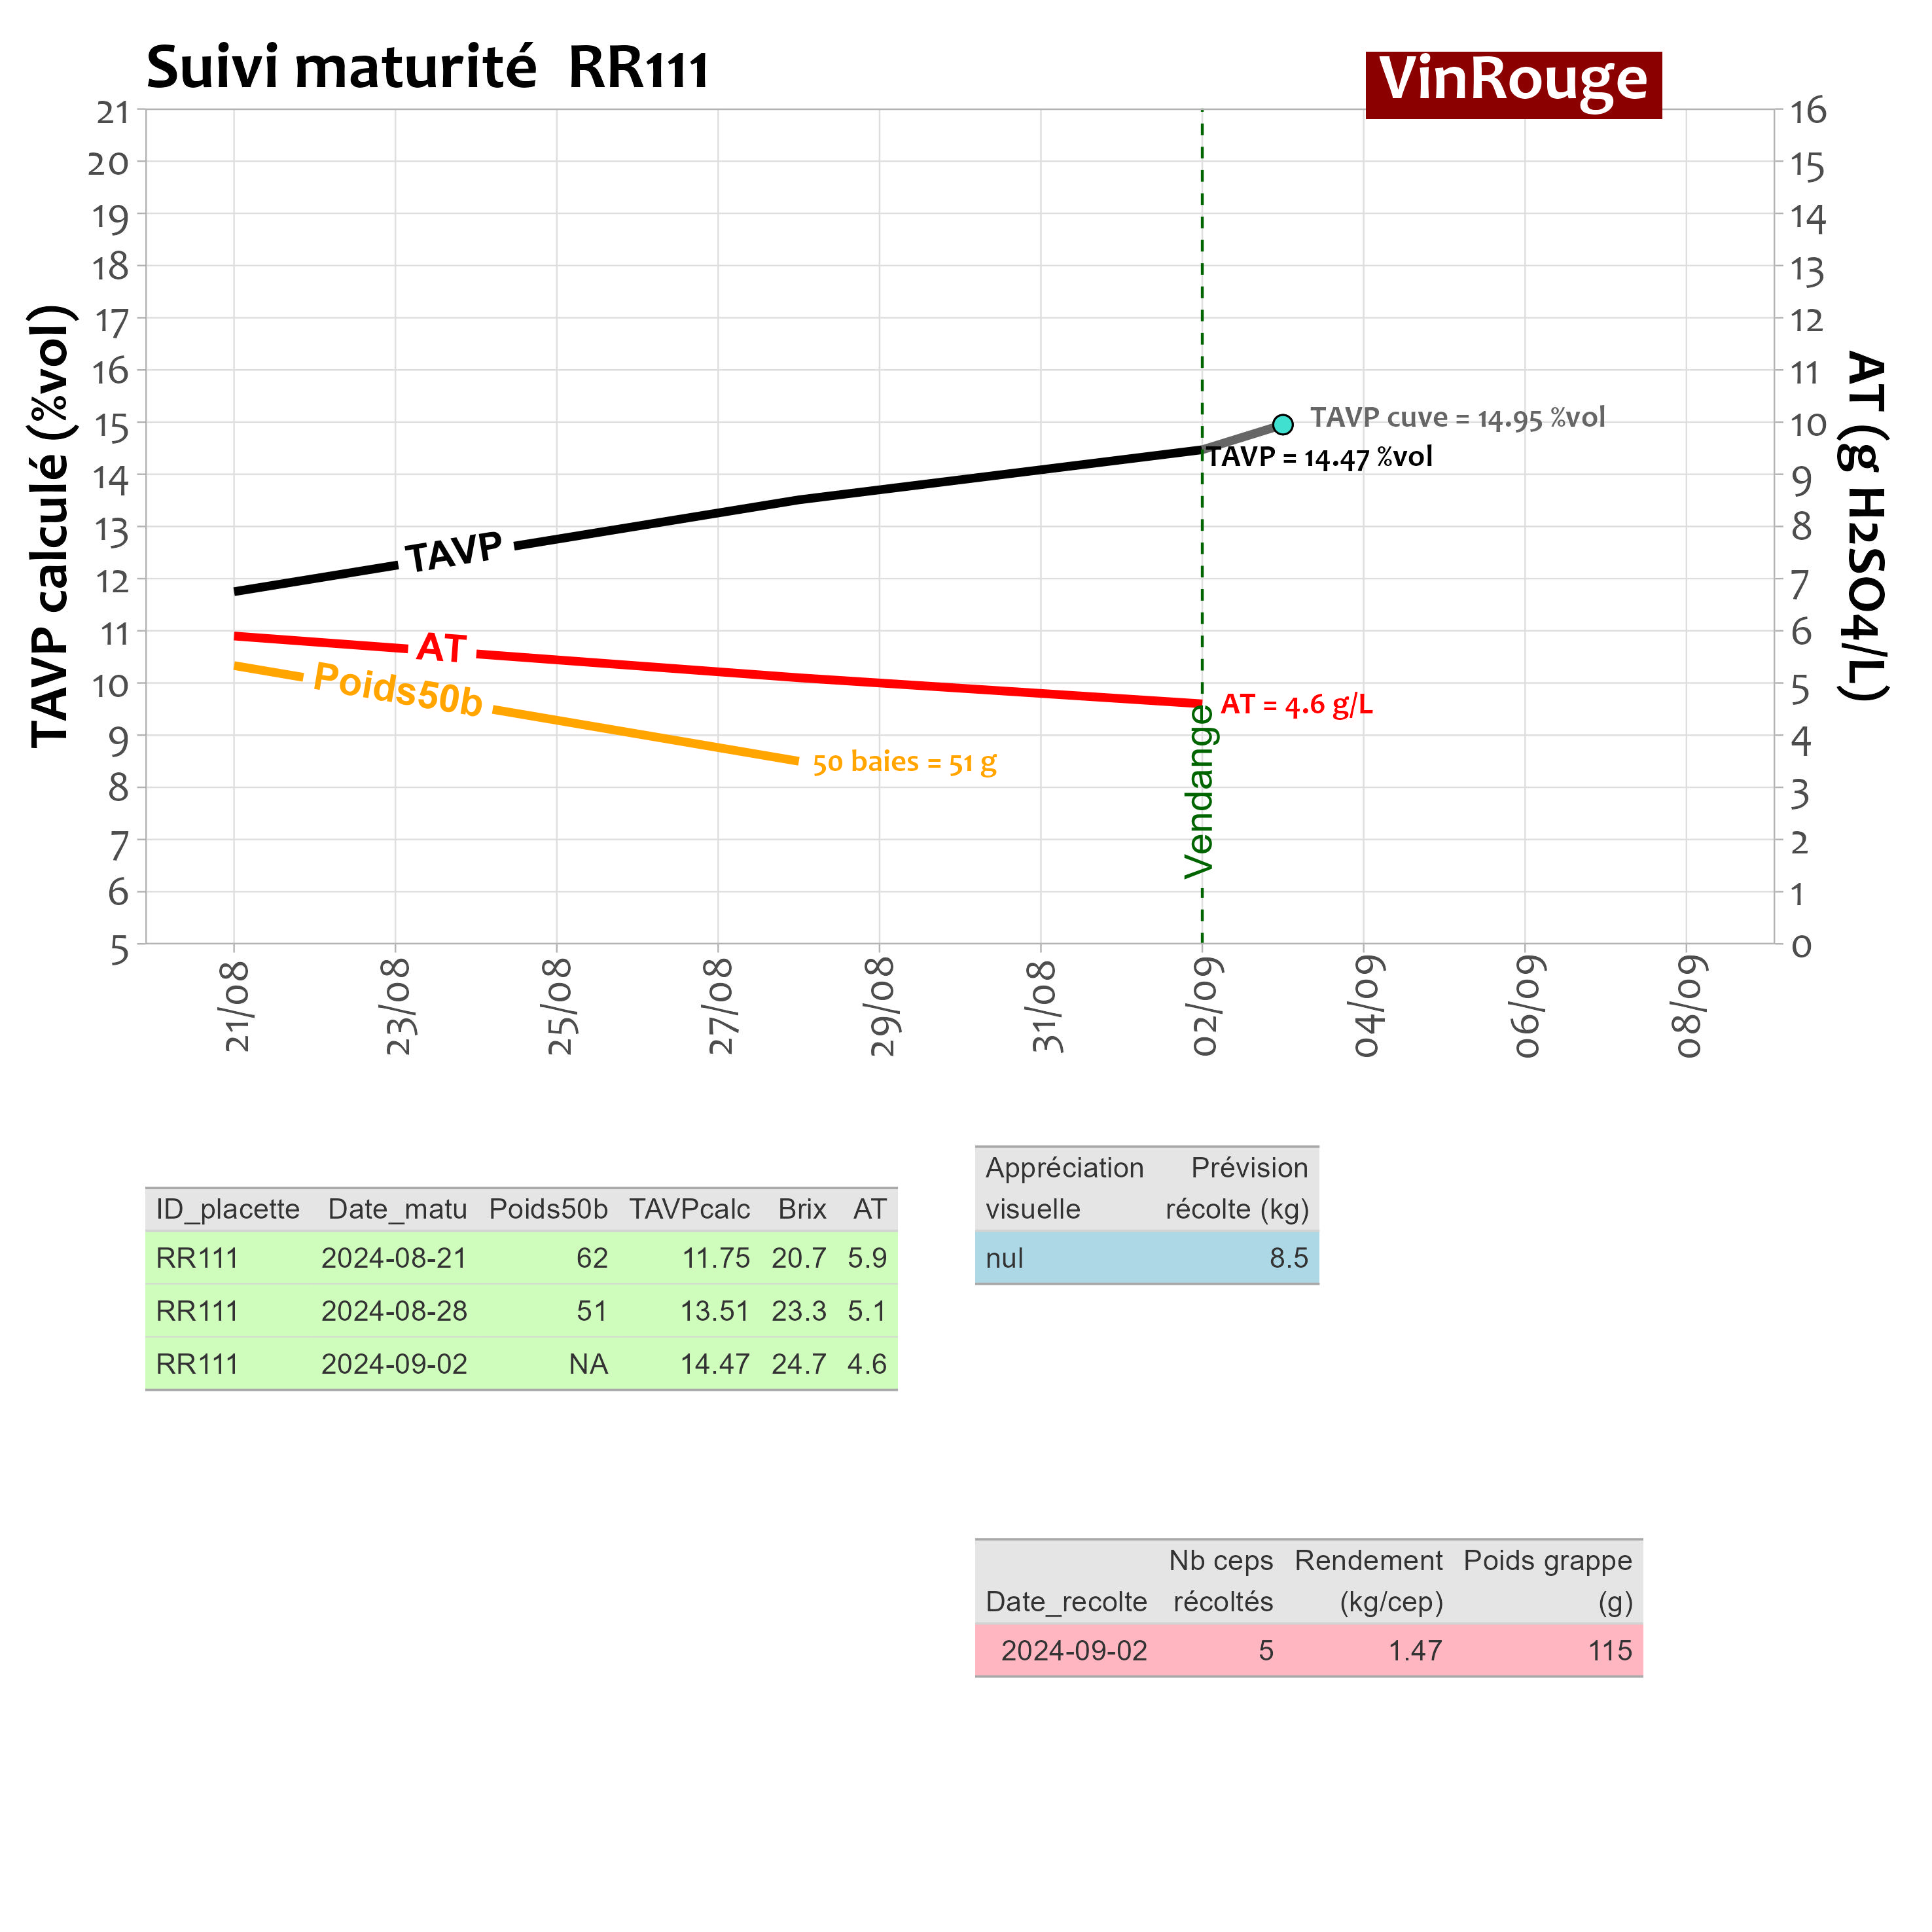 Suivi maturité RR111
VinRouge
TAVP calculé (%vol)
21
20
19
18
17
16
15
14
13
12
11
10
9
8
7
6
5
AT (g H2SO4/L)
16
15
14
13
12
11
10
9
8
7
6
5
4
3
2
1
0
TAVP cuve = 14.95 %vol
TAVP = 14.47 %vol
TAVP
AT
Poids50b
AT = 4.6 g/L
50 baies = 51 g
Vendange
21/08
23/08
25/08
27/08
29/08
31/08
02/09
04/09
06/09
08/09
ID_placette Date_matu Poids50b TAVPcalc Brix AT
RR111 2024-08-21 62 11.75 20.7 5.9
RR111 2024-08-28 51 13.51 23.3 5.1
RR111 2024-09-02 NA 14.47 24.7 4.6
Appréciation Prévision
visuelle récolte (kg)
nul 8.5
Nb ceps Rendement Poids grappe
Date_recolte récoltés (kg/cep) (g)
2024-09-02 5 1.47 115